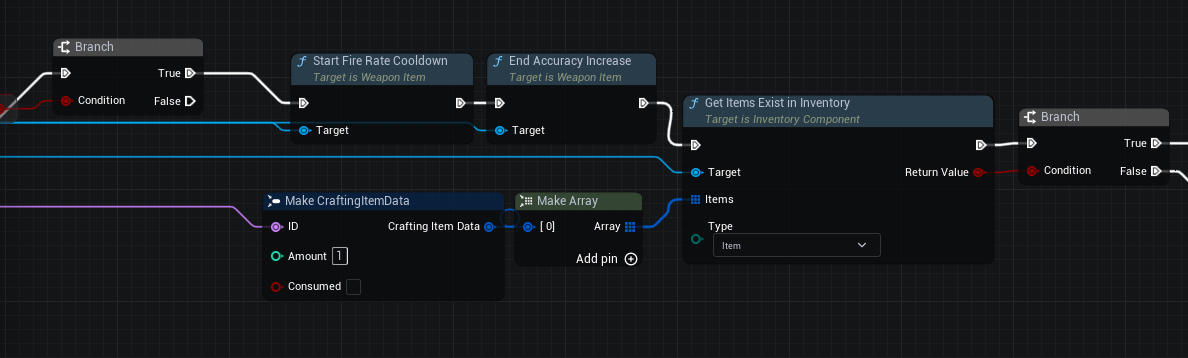 Branch
True
Condition
False
Start Fire Rate Cooldown
Target is Weapon Item
Target
End Accuracy Increase
Target is Weapon Item
Target
Get Items Exist in Inventory
Target is Inventory Component
Target
Return Value
Items
Type
Item
Branch
True
Condition
False
Make CraftingItemData
ID
Crafting Item Data
Amount 1
Consumed
Make Array
[0]
Array
Add pin